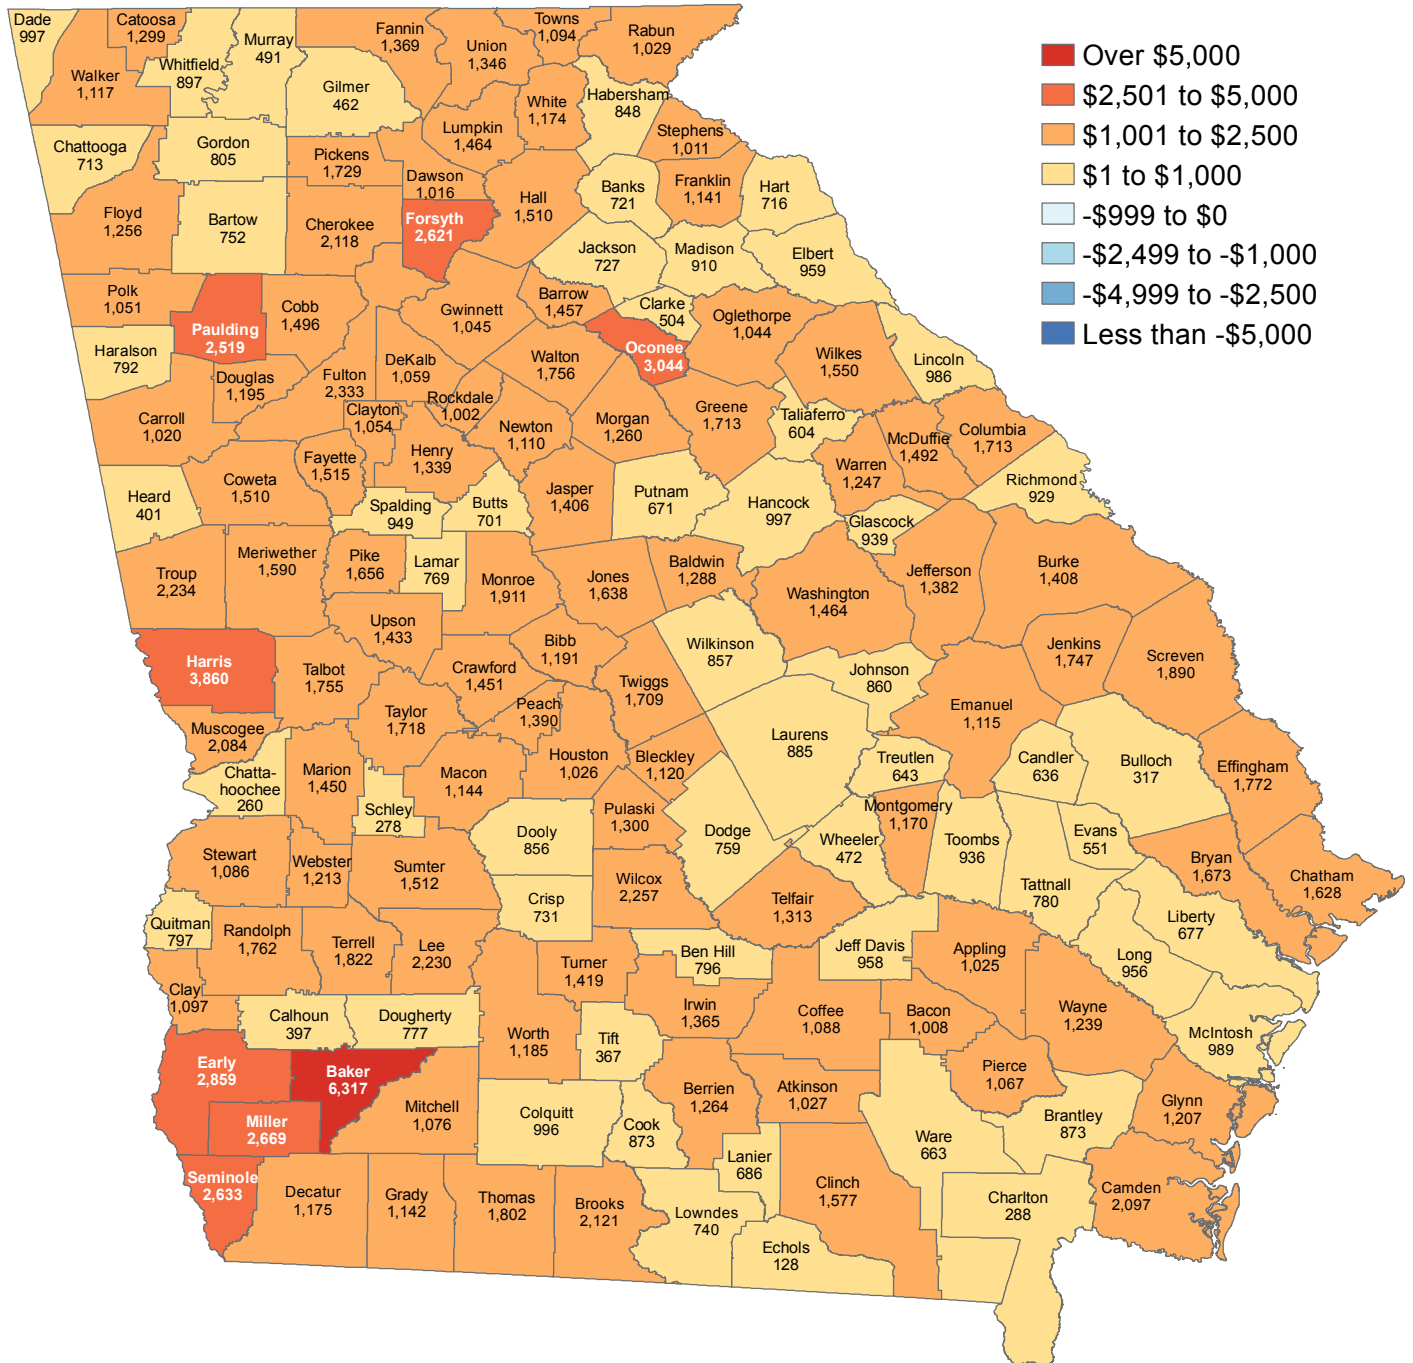 Dade
997
Catoosa
1,299
Walker
1,117
Whitfield
897
Murray
491
Gilmer
462
Fannin
1,369
Union
1,346
Towns
1,094
Rabun
1,029
White
1,174
Habersham
848
Lumpkin
1,464
Stephens
1,011
Chattooga
713
Gordon
805
Pickens
1,729
Dawson
1,016
Floyd
1,256
Bartow
752
Cherokee
2,118
Forsyth
2,621
Hall
1,510
Banks
721
Franklin
1,141
Hart
716
Jackson
727
Madison
910
Elbert
959
Polk
1,051
Paulding
2,519
Cobb
1,496
Gwinnett
1,045
Barrow
1,457
Clarke
504
Oglethorpe
1,044
Oconee
3,044
Wilkes
1,550
Lincoln
986
Haralson
792
Douglas
1,195
Fulton
2,333
DeKalb
1,059
Rockdale
1,002
Walton
1,756
Carroll
1,020
Clayton
1,054
Newton
1,110
Morgan
1,260
Greene
1,713
Taliaferro
604
McDuffie
1,492
Columbia
1,713
Coweta
1,510
Fayette
1,515
Henry
1,339
Warren
1,247
Richmond
929
Heard
401
Spalding
949
Butts
701
Jasper
1,406
Putnam
671
Hancock
997
Glascock
939
Troup
2,234
Meriwether
1,590
Pike
1,656
Lamar
769
Monroe
1,911
Jones
1,638
Baldwin
1,288
Washington
1,464
Jefferson
1,382
Burke
1,408
Upson
1,433
Bibb
1,191
Wilkinson
857
Johnson
860
Jenkins
1,747
Screven
1,890
Harris
3,860
Talbot
1,755
Crawford
1,451
Twiggs
1,709
Emanuel
1,115
Muscogee
2,084
Taylor
1,718
Peach
1,390
Laurens
885
Treutlen
643
Candler
636
Bulloch
317
Effingham
1,772
Chatta-
hoochee
260
Marion
1,450
Macon
1,144
Houston
1,026
Bleckley
1,120
Schley
278
Pulaski
1,300
Dodge
759
Montgomery
1,170
Wheeler
472
Toombs
936
Evans
551
Dooly
856
Stewart
1,086
Webster
1,213
Sumter
1,512
Wilcox
2,257
Telfair
1,313
Tattnall
780
Bryan
1,673
Chatham
1,628
Crisp
731
Liberty
677
Quitman
797
Randolph
1,762
Terrell
1,822
Lee
2,230
Turner
1,419
Ben Hill
796
Jeff Davis
958
Appling
1,025
Long
956
Clay
1,097
Calhoun
397
Dougherty
777
Worth
1,185
Tift
367
Irwin
1,365
Coffee
1,088
Bacon
1,008
Wayne
1,239
McIntosh
989
Early
2,859
Baker
6,317
Miller
2,669
Mitchell
1,076
Colquitt
996
Cook
873
Berrien
1,264
Atkinson
1,027
Pierce
1,067
Brantley
873
Glynn
1,207
Ware
663
Seminole
2,633
Decatur
1,175
Grady
1,142
Thomas
1,802
Brooks
2,121
Lanier
686
Lowndes
740
Clinch
1,577
Charlton
288
Camden
2,097
Echols
128
Over $5,000
$2,501 to $5,000
$1,001 to $2,500
$1 to $1,000
-$999 to $0
-$2,499 to -$1,000
-$4,999 to -$2,500
Less than -$5,000